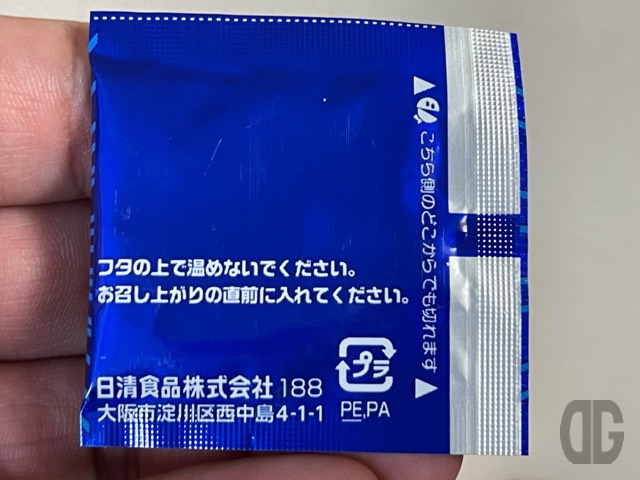 こちら側のどこからでも切れます
フタの上で温めないでください。
お召し上がりの直前に入れてください。
日清食品株式会社 188
大阪市淀川区西中島4-1-1
プラ
PE,PA
DG